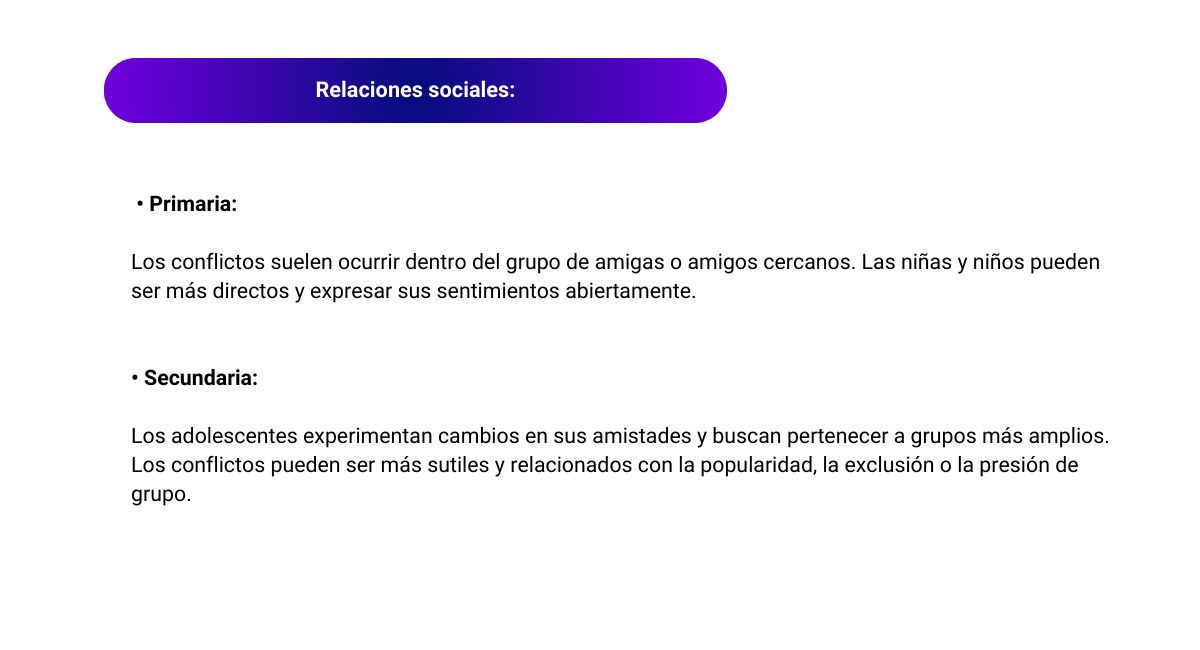 Relaciones sociales:
• Primaria:
Los conflictos suelen ocurrir dentro del grupo de amigas o amigos cercanos. Las niñas y niños pueden
ser más directos y expresar sus sentimientos abiertamente.
• Secundaria:
Los adolescentes experimentan cambios en sus amistades y buscan pertenecer a grupos más amplios.
Los conflictos pueden ser más sutiles y relacionados con la popularidad, la exclusión o la presión de
grupo.